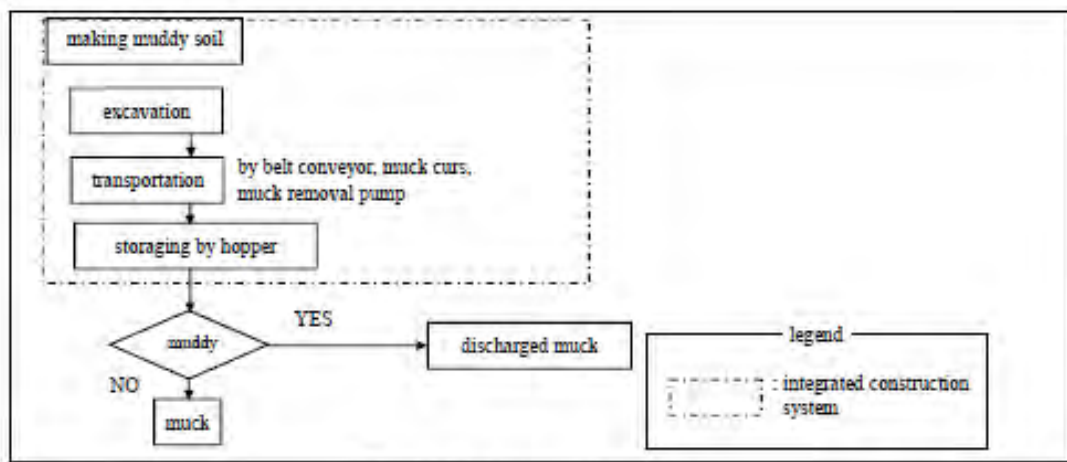 making muddy soil
excavation
transportation
by belt conveyor, muck curs,
muck removal pump
storaging by hopper
muddy
YES
discharged muck
NO
muck
legend
: integrated construction
system